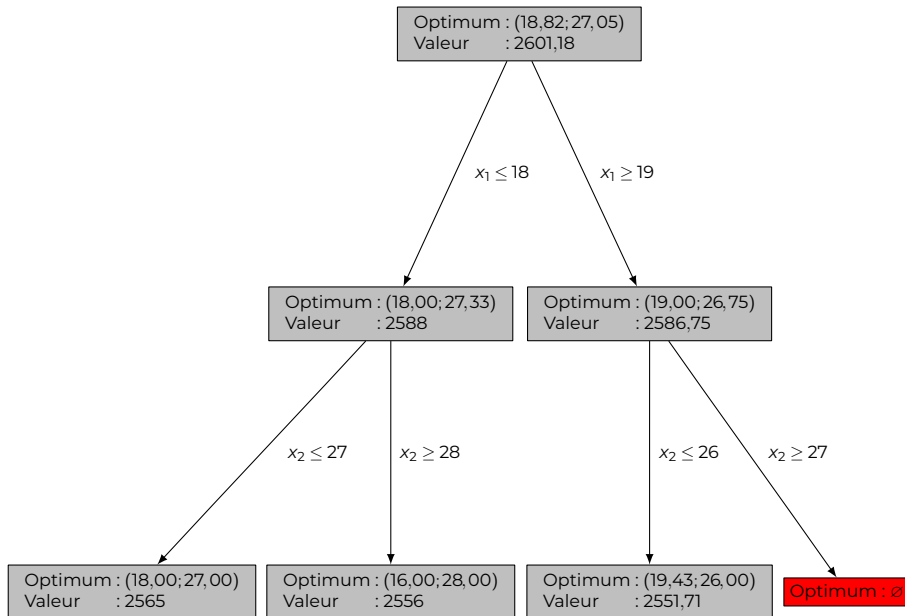 Optimum : (18,82;27,05)
Valeur : 2601,18
x₁ ≤ 18
x₁ ≥ 19
Optimum : (18,00;27,33)
Valeur : 2588
Optimum : (19,00;26,75)
Valeur : 2586,75
x₂ ≤ 27
x₂ ≥ 28
x₂ ≤ 26
x₂ ≥ 27
Optimum : (18,00;27,00)
Valeur : 2565
Optimum : (16,00;28,00)
Valeur : 2556
Optimum : (19,43;26,00)
Valeur : 2551,71
Optimum : ∅